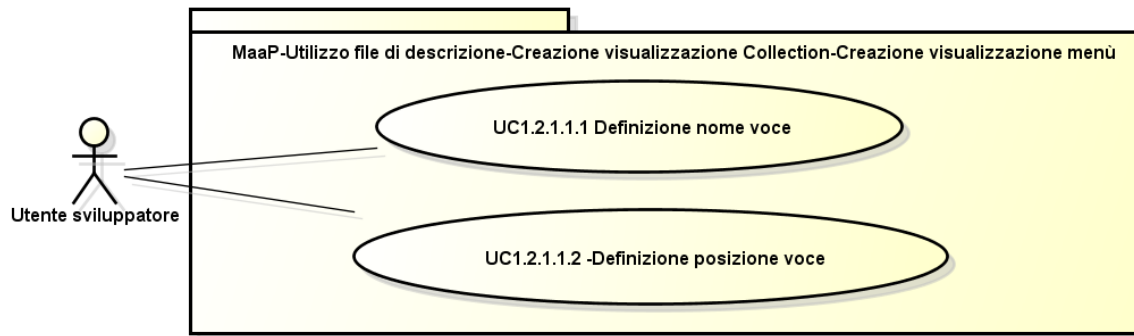 MaaP-Utilizzo file di descrizione-Creazione visualizzazione Collection-Creazione visualizzazione menù
UC1.2.1.1.1 Definizione nome voce
Utente sviluppatore
UC1.2.1.1.2 -Definizione posizione voce